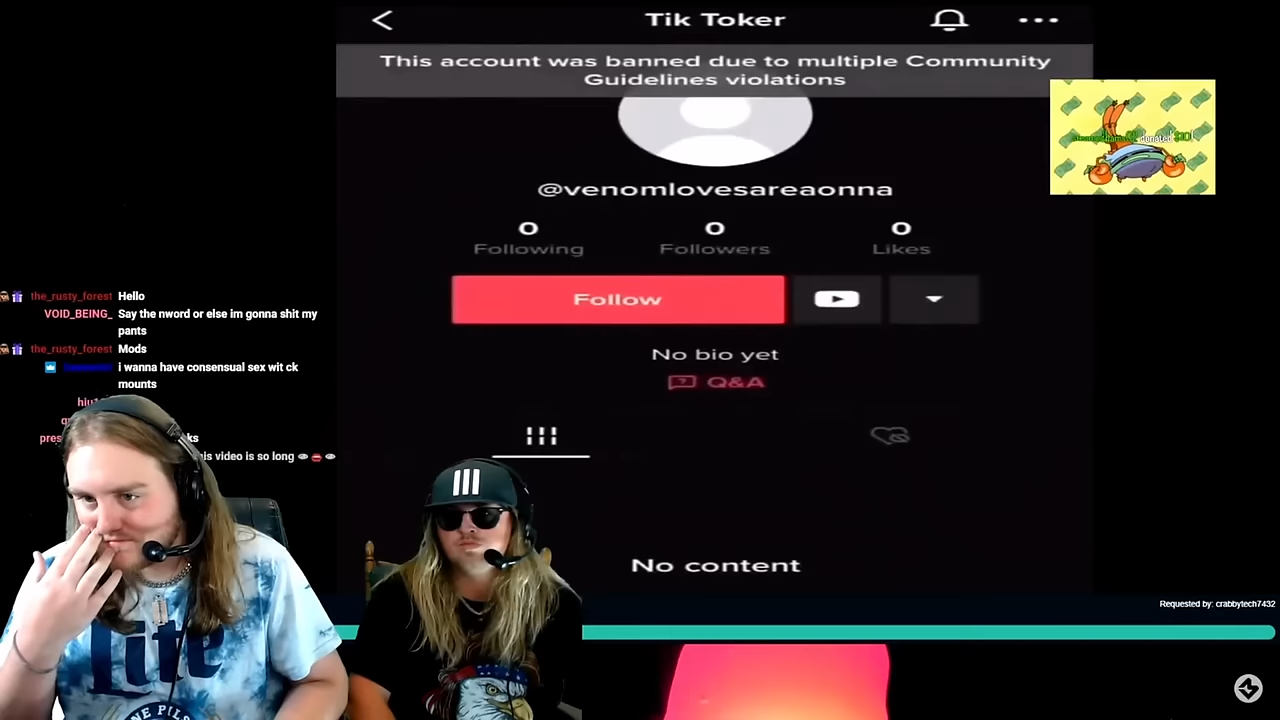 Tik Toker
This account was banned due to multiple Community
Guidelines violations
donated
@venomlovesareaonna
0 0 0
Following Followers Likes
Follow
No bio yet
Q&A
No content
the_rusty_forest Hello
VOID_BEING_ Say the nword or else im gonna shit my
pants
the_rusty_forest Mods
i wanna have consensual sex wit ck
mounts
video is so long
Requested by: crabbytech7432
Lite